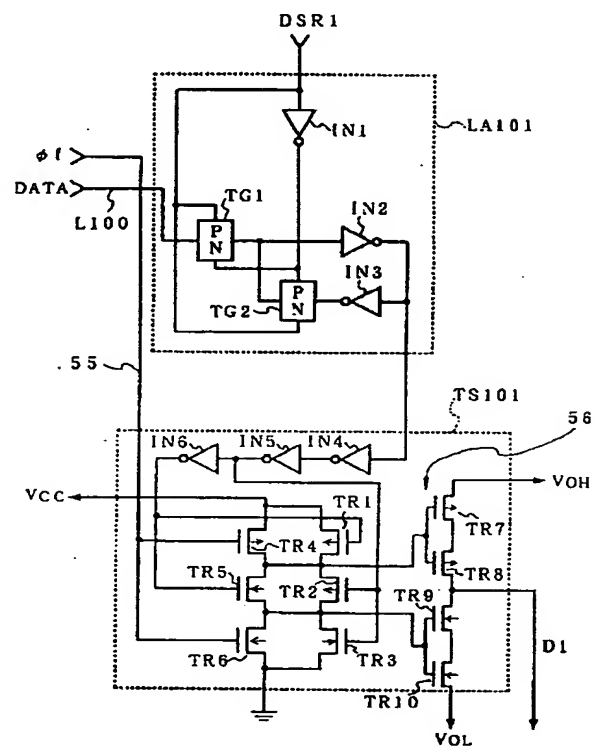 DSR1
IN1
LA101
φf
DATA
L100
TG1
P
N
IN2
IN3
TG2
P
N
55
TS101
56
IN6
IN5
IN4
VCC
VOH
TR1
TR4
TR7
TR5
TR2
TR8
TR9
TR6
TR3
D1
TR10
VOL